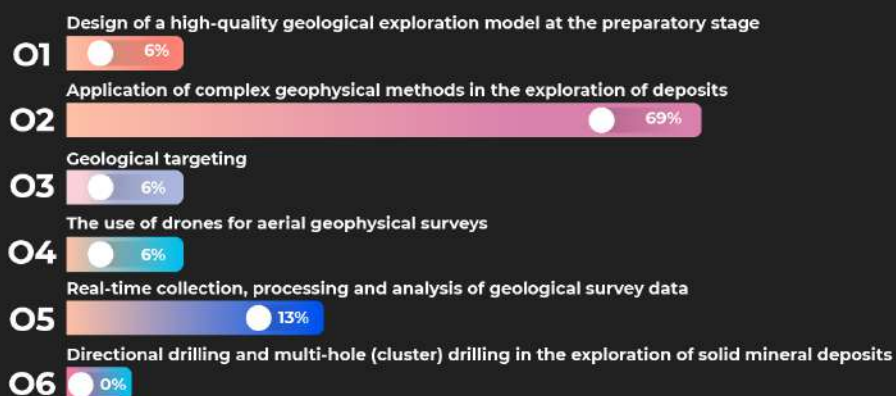 Design of a high-quality geological exploration model at the preparatory stage
01 6%
Application of complex geophysical methods in the exploration of deposits
02 69%
Geological targeting
03 6%
The use of drones for aerial geophysical surveys
04 6%
Real-time collection, processing and analysis of geological survey data
05 13%
Directional drilling and multi-hole (cluster) drilling in the exploration of solid mineral deposits
06 0%